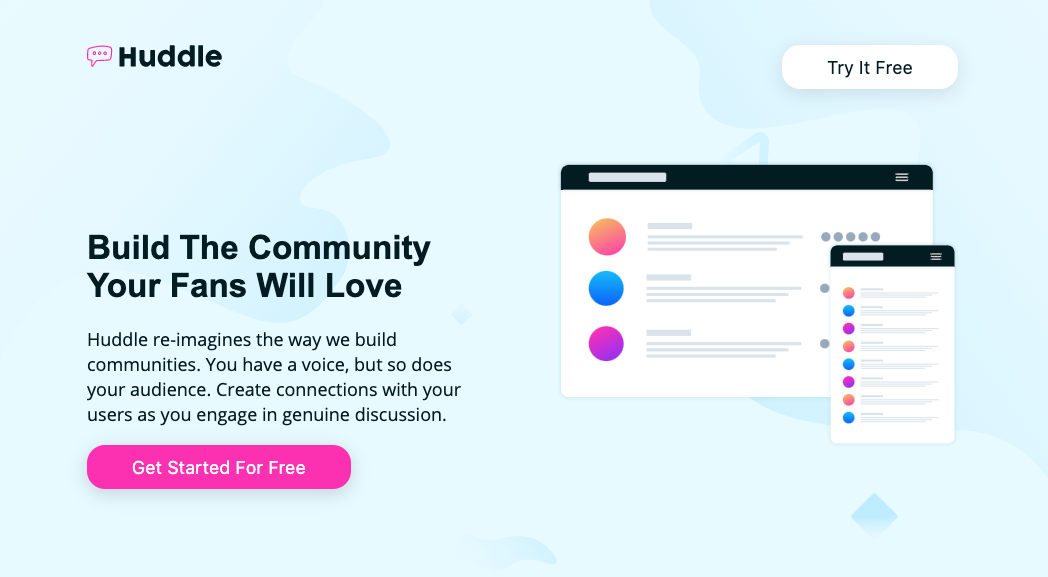 Huddle
Try It Free
Build The Community
Your Fans Will Love
Huddle re-imagines the way we build
communities. You have a voice, but so does
your audience. Create connections with your
users as you engage in genuine discussion.
Get Started For Free